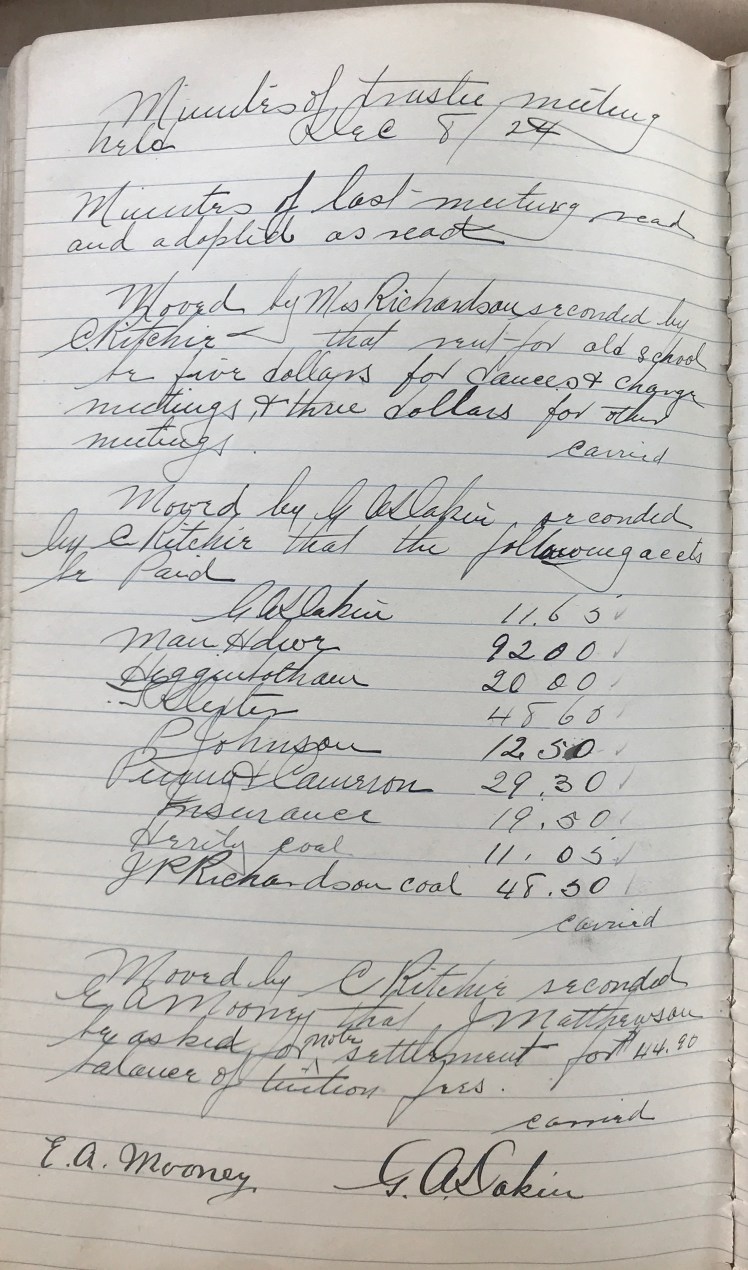 Minutes of trustee meeting
held Dec 8/24
Minutes of last meeting read
and adopted as read
Moved by Mrs Richardson seconded by
C. Ritchie that rent for old school
be five dollars for dances & charge
meetings, & three dollars for other
meetings. carried
Moved by G A Dakin seconded
by C Ritchie that the following accts
be Paid
G A Dakin 11.65
Man. Hdwr 92 00
Higginbotham 20 00
48 60
P Johnson 12.50
& Cameron 29.30
Insurance 19.50
Herity coal 11.05
J R Richardson coal 48.50
carried
Moved by C Ritchie seconded
E A Mooney that J Matthewson
be asked for note settlement for $44.90
balance of tuition fees.
carried
E.A. Mooney G. A. Dakin